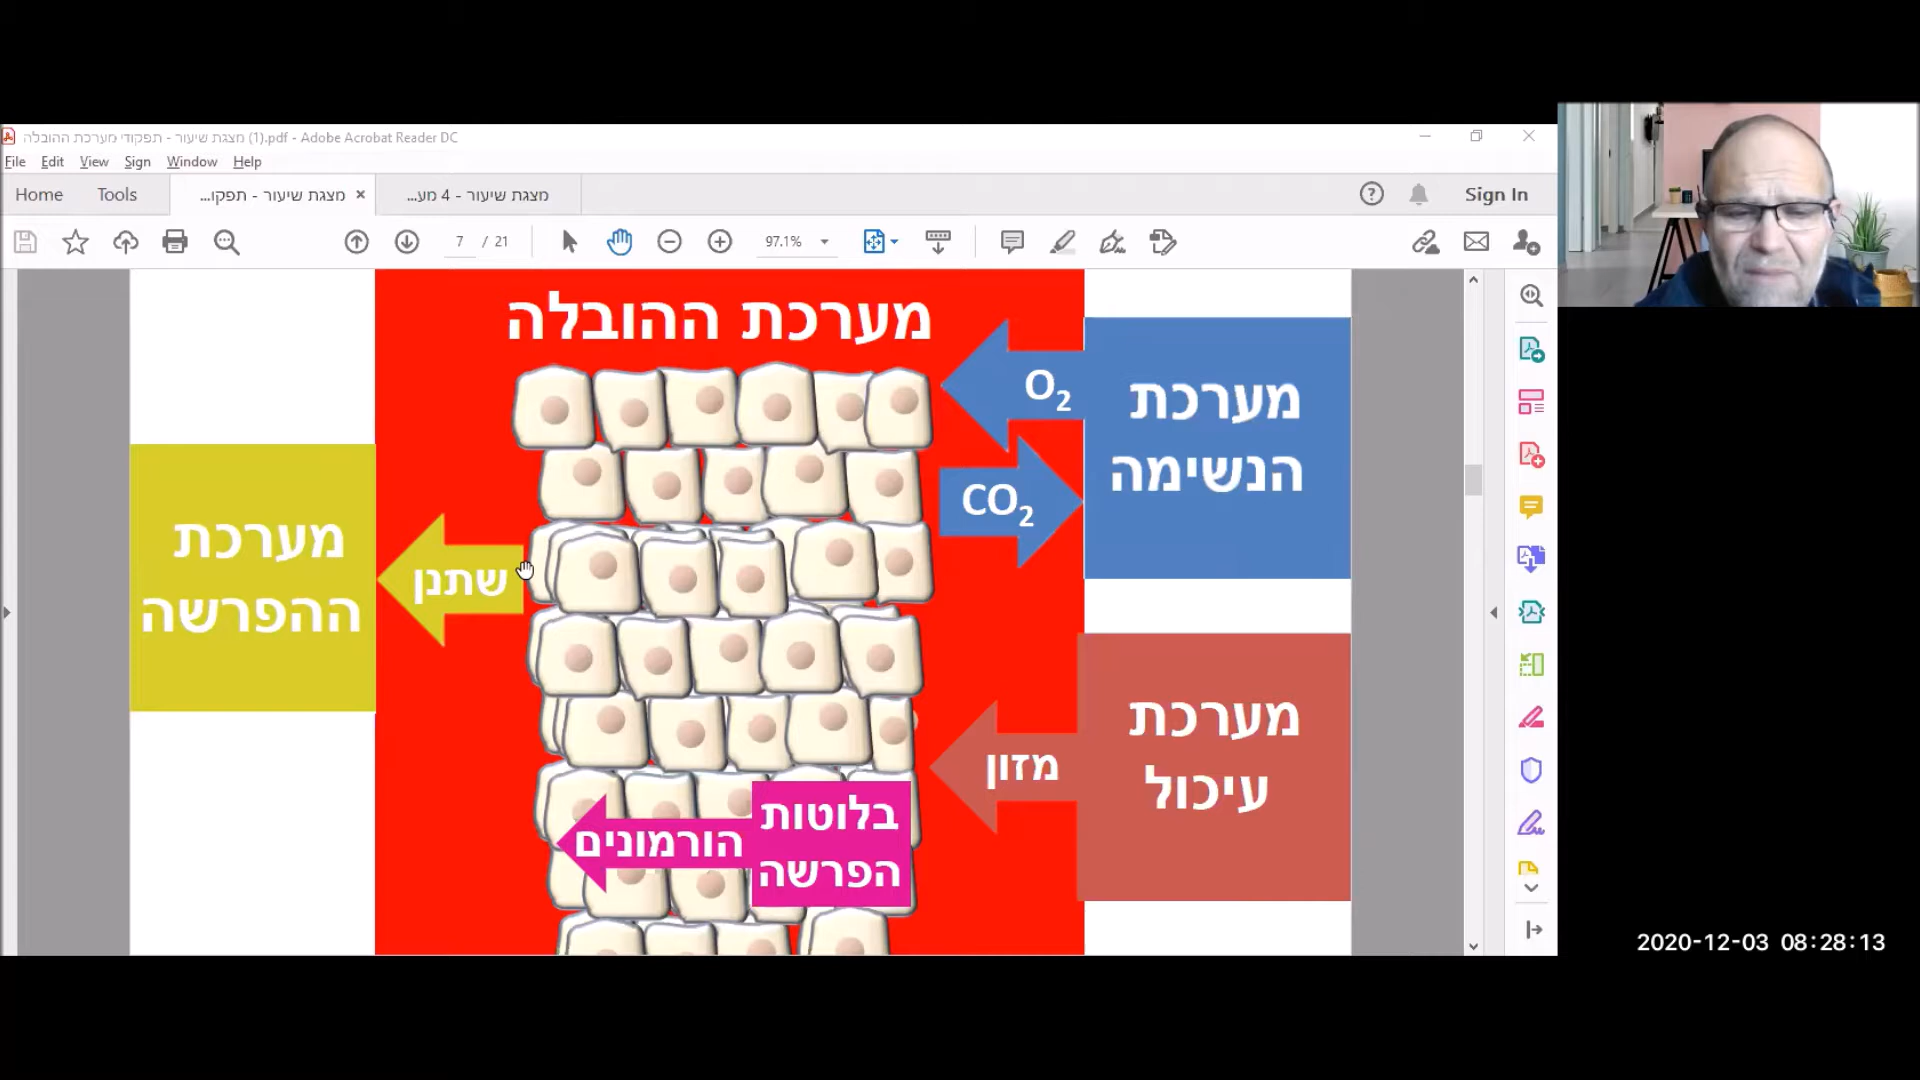 מצגת שיעור - תפקודי מערכת ההובלה (1).pdf - Adobe Acrobat Reader DC
File Edit View Sign Window Help
Home Tools מצגת שיעור - תפקו... × מצגת שיעור - 4 מע... Sign In
7 / 21 97.1%
מערכת ההובלה
O2
מערכת
הנשימה
CO2
מערכת
ההפרשה
שתנן
מערכת
עיכול
מזון
בלוטות
הפרשה
הורמונים
2020-12-03 08:28:13